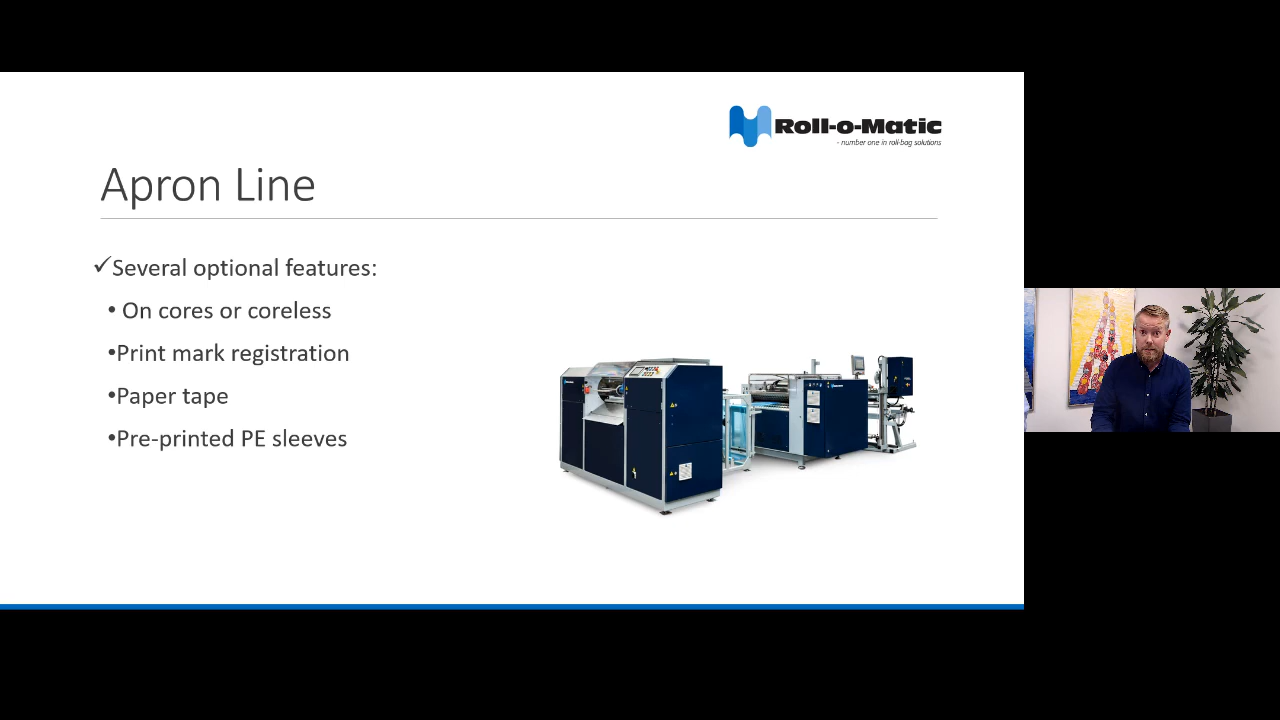 Roll-o-Matic
- number one in roll-bag solutions
Apron Line
✓Several optional features:
• On cores or coreless
•Print mark registration
•Paper tape
•Pre-printed PE sleeves